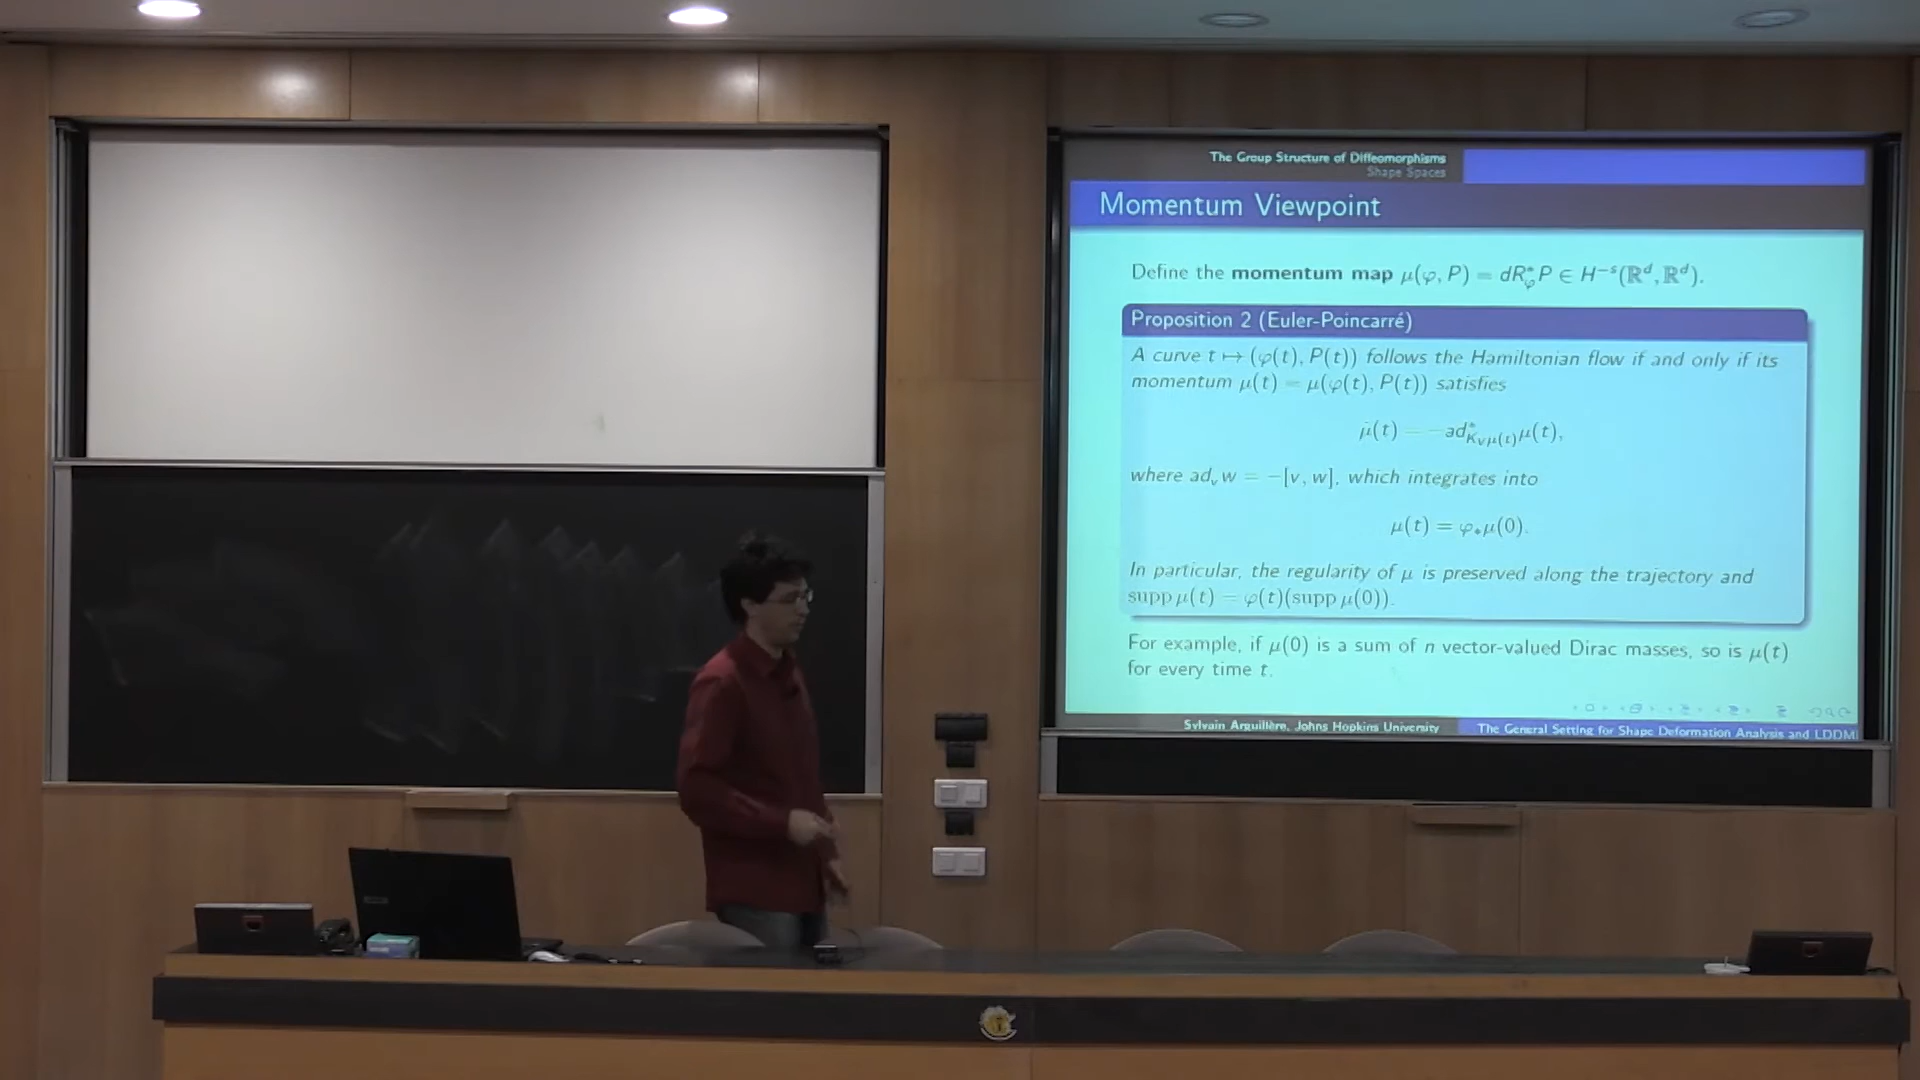 The Group Structure of Diffeomorphisms
Shape Spaces
Momentum Viewpoint
Define the momentum map μ(φ, P) = dR*_φ P ∈ H^{-s}(ℝ^d, ℝ^d).
Proposition 2 (Euler-Poincarré)
A curve t ↦ (φ(t), P(t)) follows the Hamiltonian flow if and only if its
momentum μ(t) = μ(φ(t), P(t)) satisfies
μ̇(t) = −ad*_{K_V μ(t)} μ(t),
where ad_v w = −[v, w], which integrates into
μ(t) = φ_* μ(0).
In particular, the regularity of μ is preserved along the trajectory and
supp μ(t) = φ(t)(supp μ(0)).
For example, if μ(0) is a sum of n vector-valued Dirac masses, so is μ(t)
for every time t.
Sylvain Arguillère, Johns Hopkins University
The General Setting for Shape Deformation Analysis and LDDM